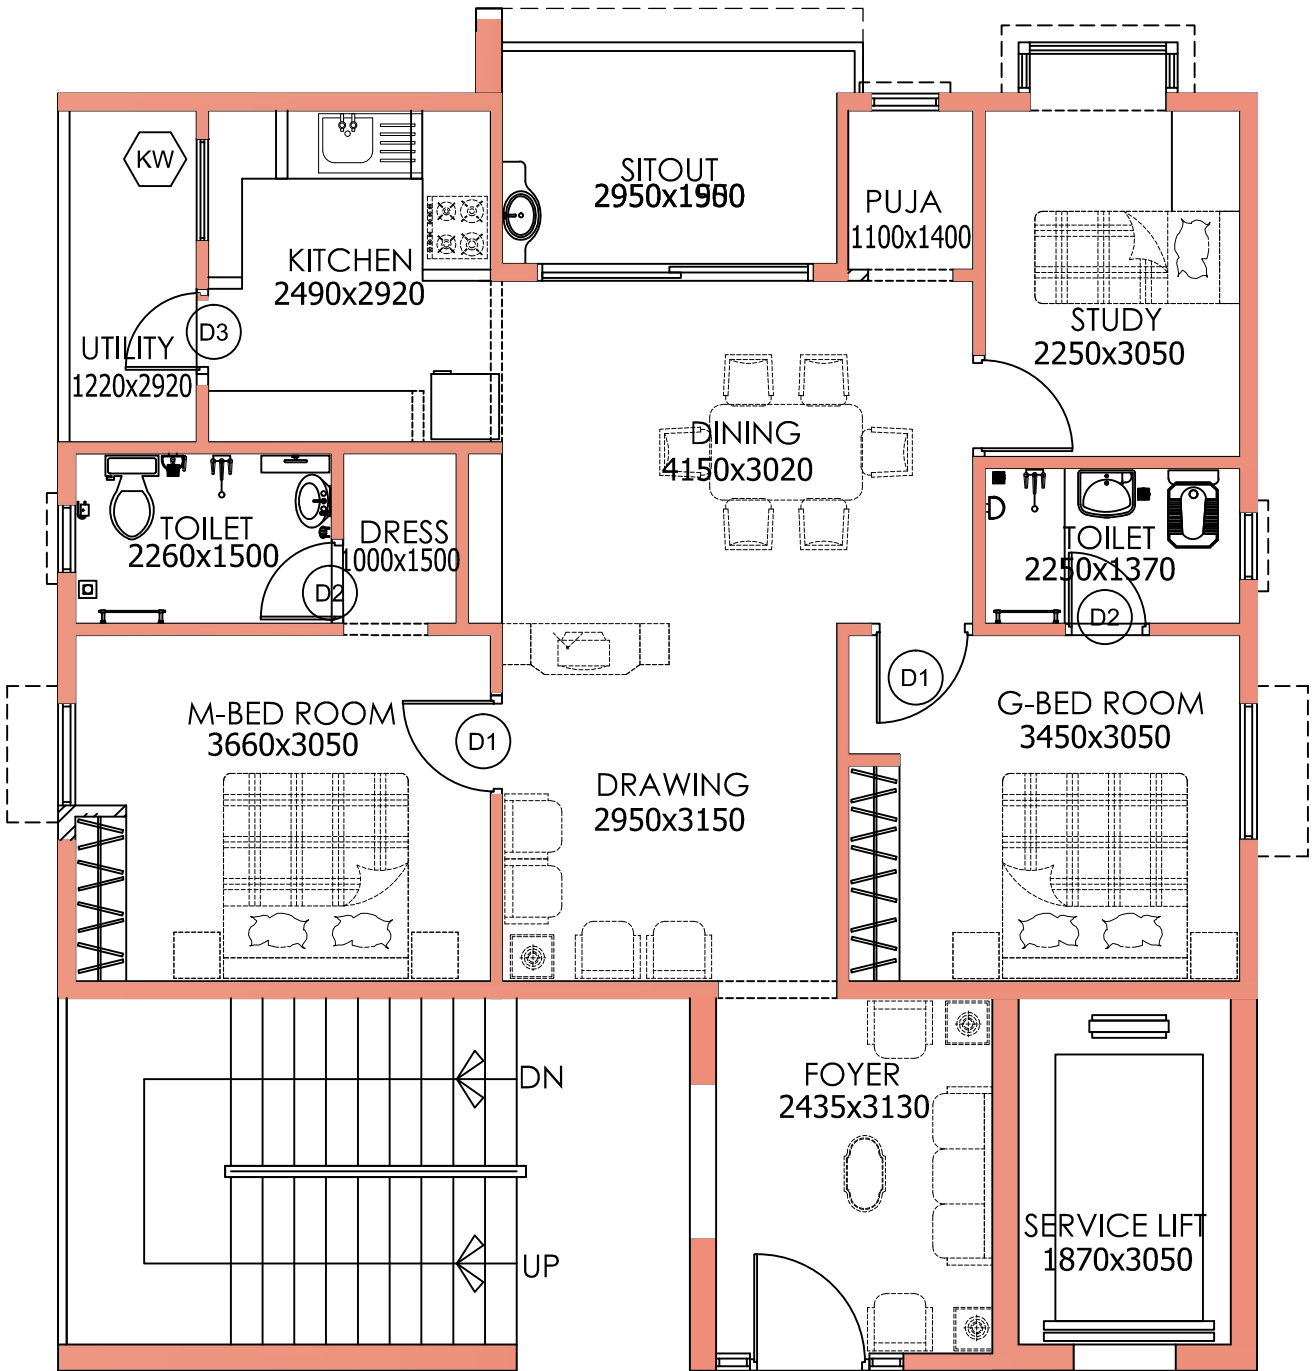 KW
SITOUT
PUJA
1100x1400
KITCHEN
2490x2920
D3
UTILITY
1220x2920
STUDY
2250x3050
DINING
4150x3020
TOILET
2260x1500
DRESS
1000x1500
D2
TOILET
2250x1370
D2
D1
M-BED ROOM
3660x3050
D1
G-BED ROOM
3450x3050
DRAWING
2950x3150
DN
FOYER
2435x3130
UP
SERVICE LIFT
1870x3050